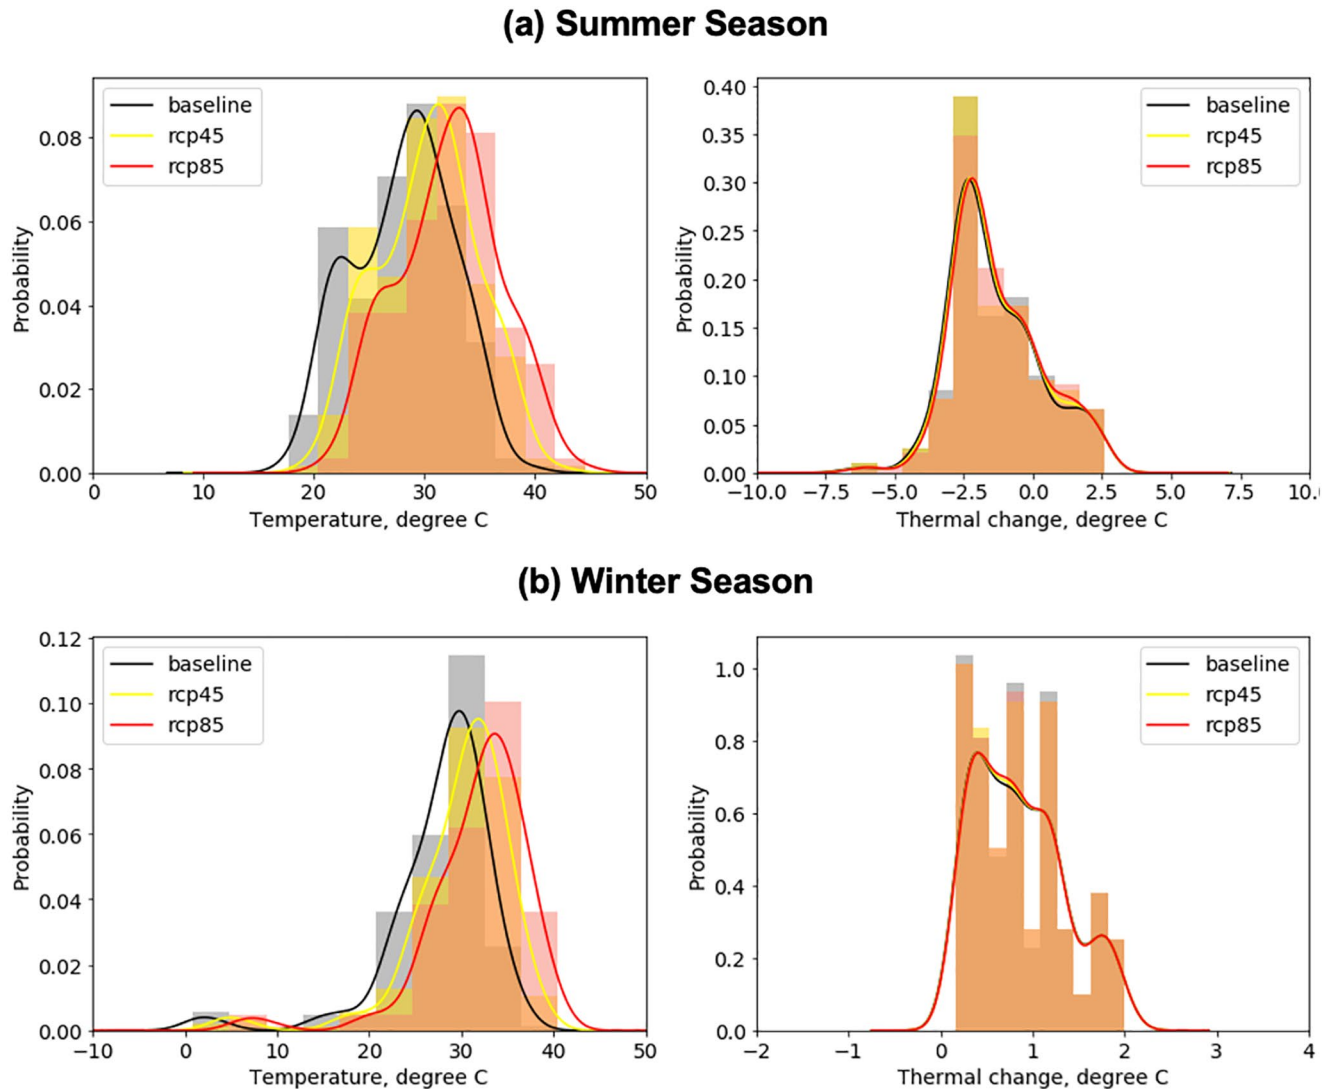 (a) Summer Season
baseline
rcp45
rcp85
Probability
0.08
0.06
0.04
0.02
0.00
0 10 20 30 40 50
Temperature, degree C
baseline
rcp45
rcp85
Probability
0.40
0.35
0.30
0.25
0.20
0.15
0.10
0.05
0.00
−10.0 −7.5 −5.0 −2.5 0.0 2.5 5.0 7.5 10.
Thermal change, degree C
(b) Winter Season
baseline
rcp45
rcp85
Probability
0.12
0.10
0.08
0.06
0.04
0.02
0.00
−10 0 10 20 30 40 50
Temperature, degree C
baseline
rcp45
rcp85
Probability
1.0
0.8
0.6
0.4
0.2
0.0
−2 −1 0 1 2 3 4
Thermal change, degree C